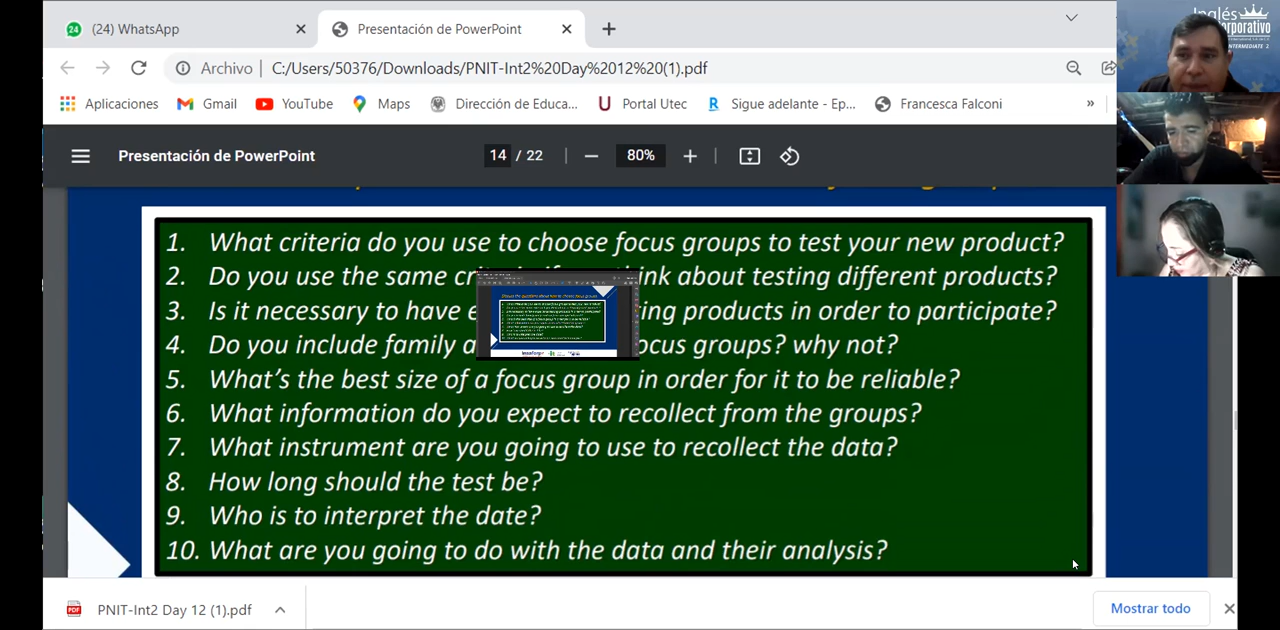 24 (24) WhatsApp
Presentación de PowerPoint
Archivo | C:/Users/50376/Downloads/PNIT-Int2%20Day%2012%20(1).pdf
Aplicaciones Gmail YouTube Maps Dirección de Educa... Portal Utec Sigue adelante - Ep... Francesca Falconi »
Presentación de PowerPoint 14 / 22 80%
1. What criteria do you use to choose focus groups to test your new product?
2. Do you use the same think about testing different products?
3. Is it necessary to have products in order to participate?
4. Do you include family groups? why not?
5. What's the best size of a focus group in order for it to be reliable?
6. What information do you expect to recollect from the groups?
7. What instrument are you going to use to recollect the data?
8. How long should the test be?
9. Who is to interpret the date?
10. What are you going to do with the data and their analysis?
PNIT-Int2 Day 12 (1).pdf
Mostrar todo